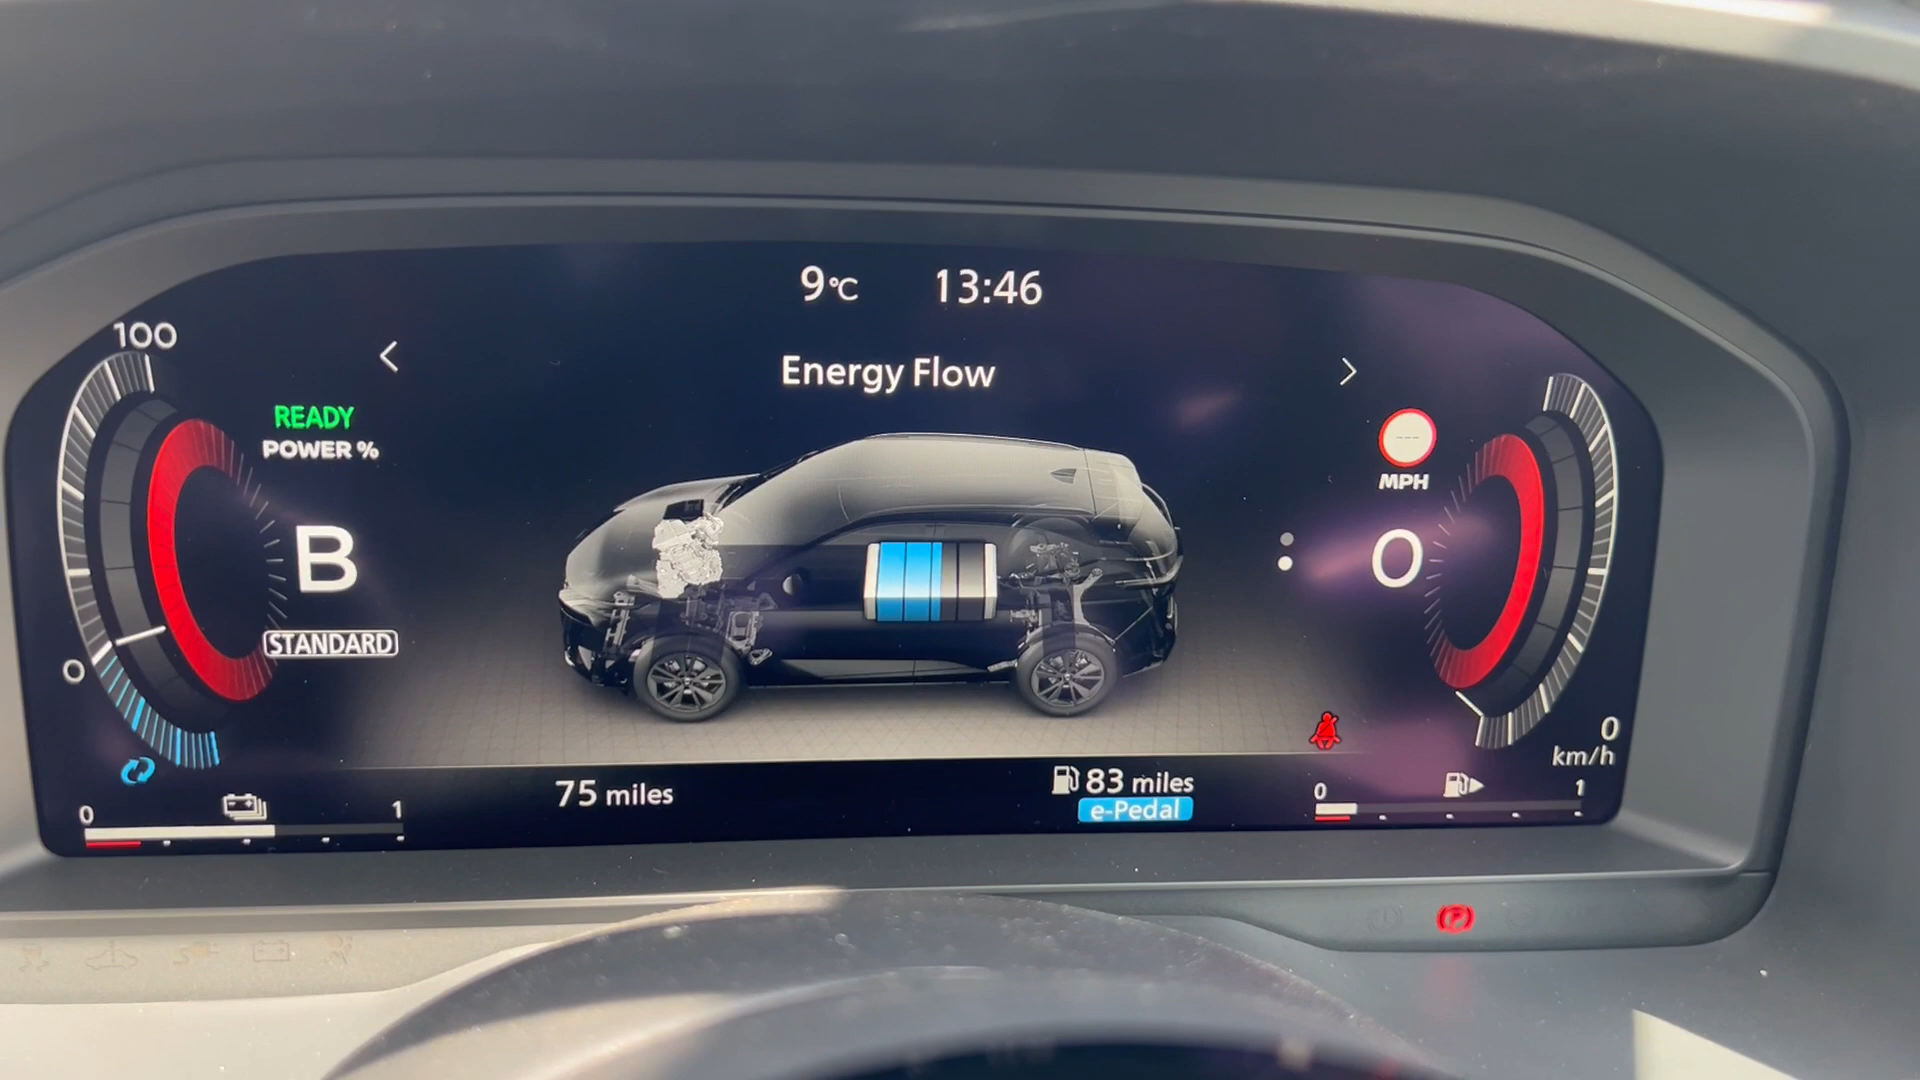 9°C 13:46
100
Energy Flow
READY
POWER %
---
MPH
B
0
STANDARD
0
0
km/h
75 miles
83 miles
e-Pedal
0 1
0 1
P